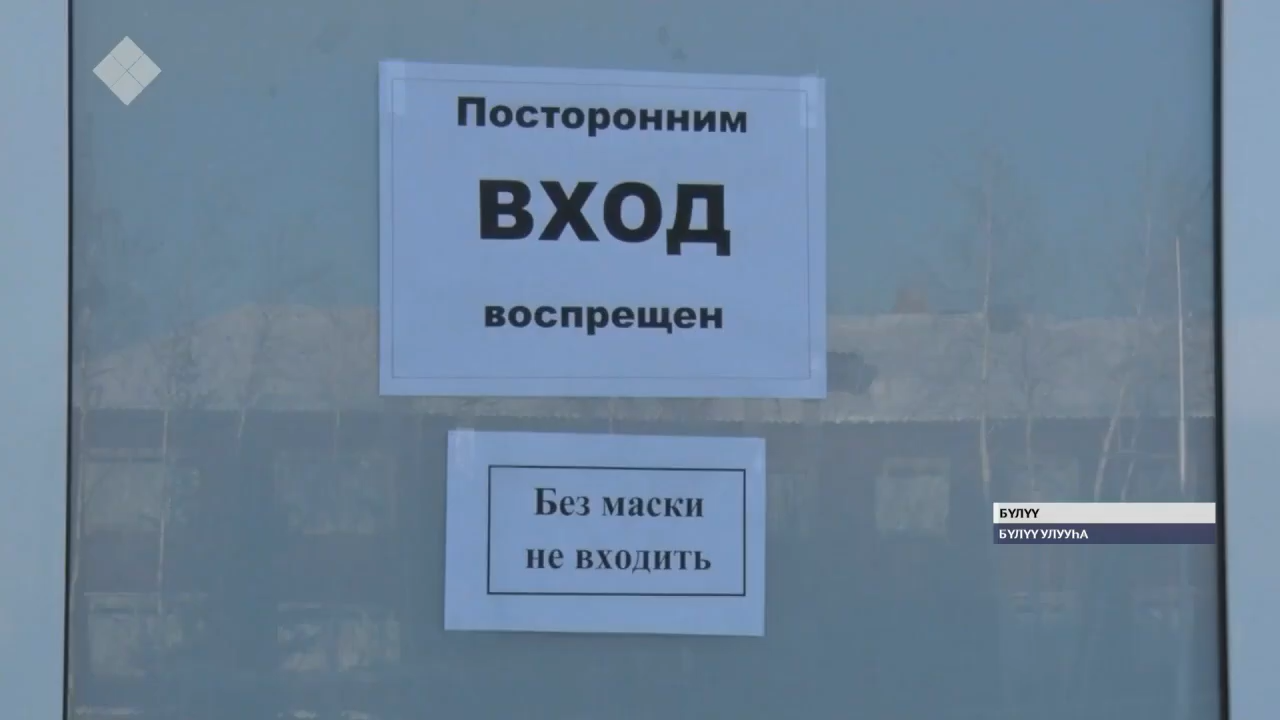 Посторонним
ВХОД
воспрещен
Без маски
не входить
БҮЛҮҮ
БҮЛҮҮ УЛУУҺА